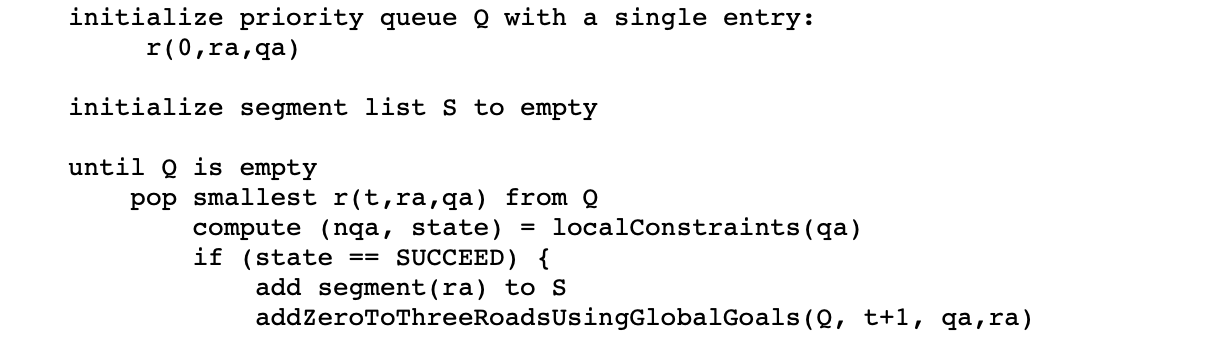 initialize priority queue Q with a single entry:
r(0,ra,qa)
initialize segment list S to empty
until Q is empty
pop smallest r(t,ra,qa) from Q
compute (nqa, state) = localConstraints(qa)
if (state == SUCCEED) {
add segment(ra) to S
addZeroToThreeRoadsUsingGlobalGoals(Q, t+1, qa,ra)